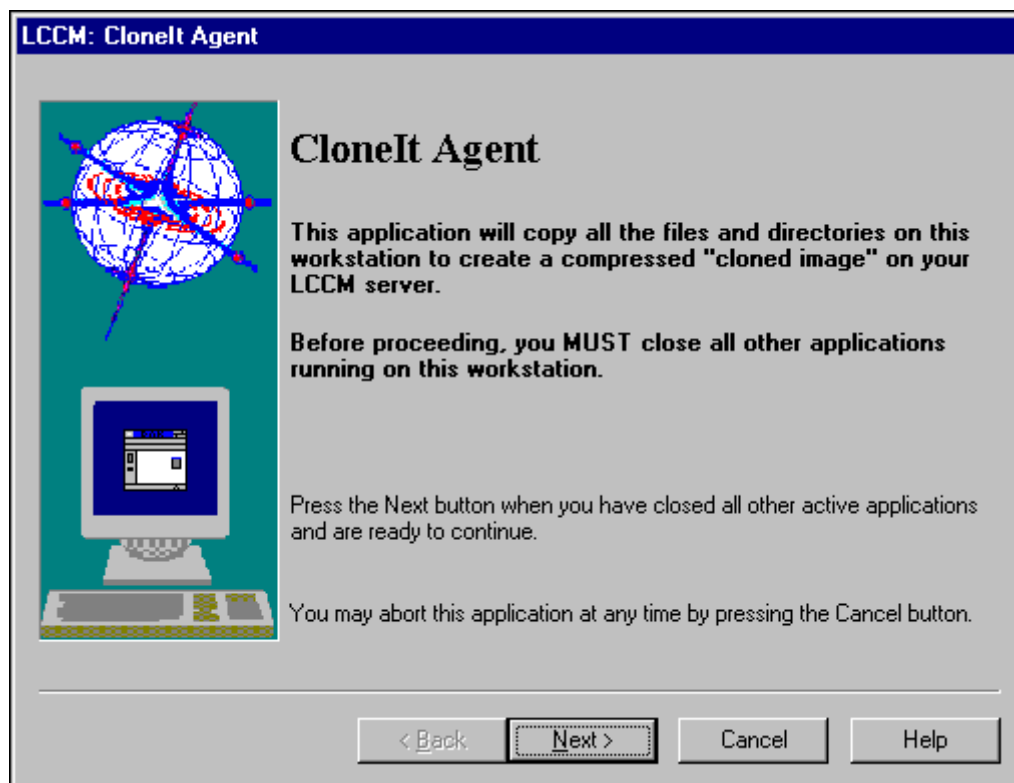 LCCM: CloneIt Agent
CloneIt Agent
This application will copy all the files and directories on this
workstation to create a compressed "cloned image" on your
LCCM server.
Before proceeding, you MUST close all other applications
running on this workstation.
Press the Next button when you have closed all other active applications
and are ready to continue.
You may abort this application at any time by pressing the Cancel button.
< Back
Next >
Cancel
Help